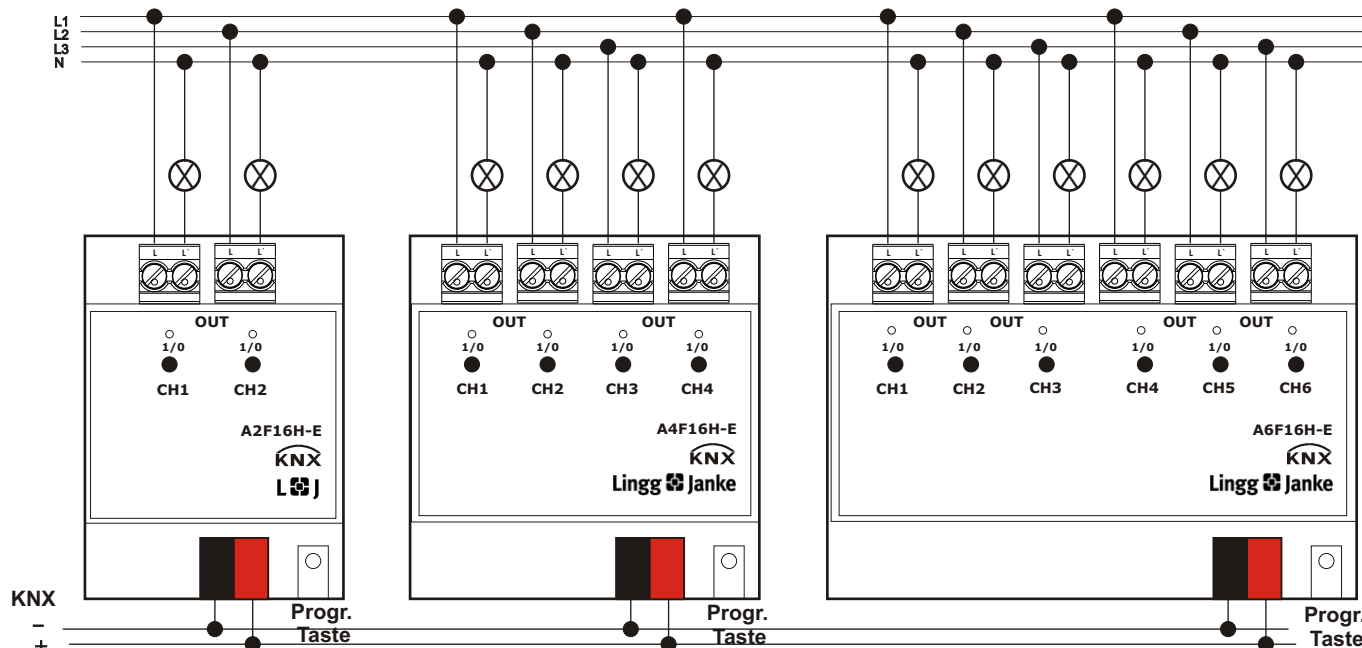 L1
L2
L3
N
L L` L L`
L L` L L` L L` L L`
L L` L L` L L` L L` L L` L L`
OUT
1/0 1/0
CH1 CH2
A2F16H-E
KNX
L J
OUT OUT
1/0 1/0 1/0 1/0
CH1 CH2 CH3 CH4
A4F16H-E
KNX
Lingg Janke
OUT OUT OUT OUT
1/0 1/0 1/0 1/0 1/0 1/0
CH1 CH2 CH3 CH4 CH5 CH6
A6F16H-E
KNX
Lingg Janke
KNX
–
+
Progr.
Taste
Progr.
Taste
Progr.
Taste